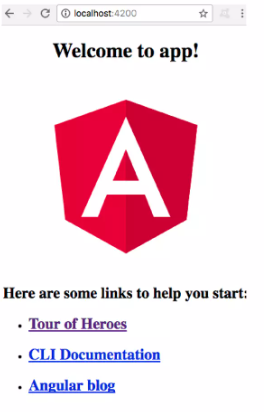 localhost:4200
Welcome to app!
A
Here are some links to help you start:
Tour of Heroes
CLI Documentation
Angular blog